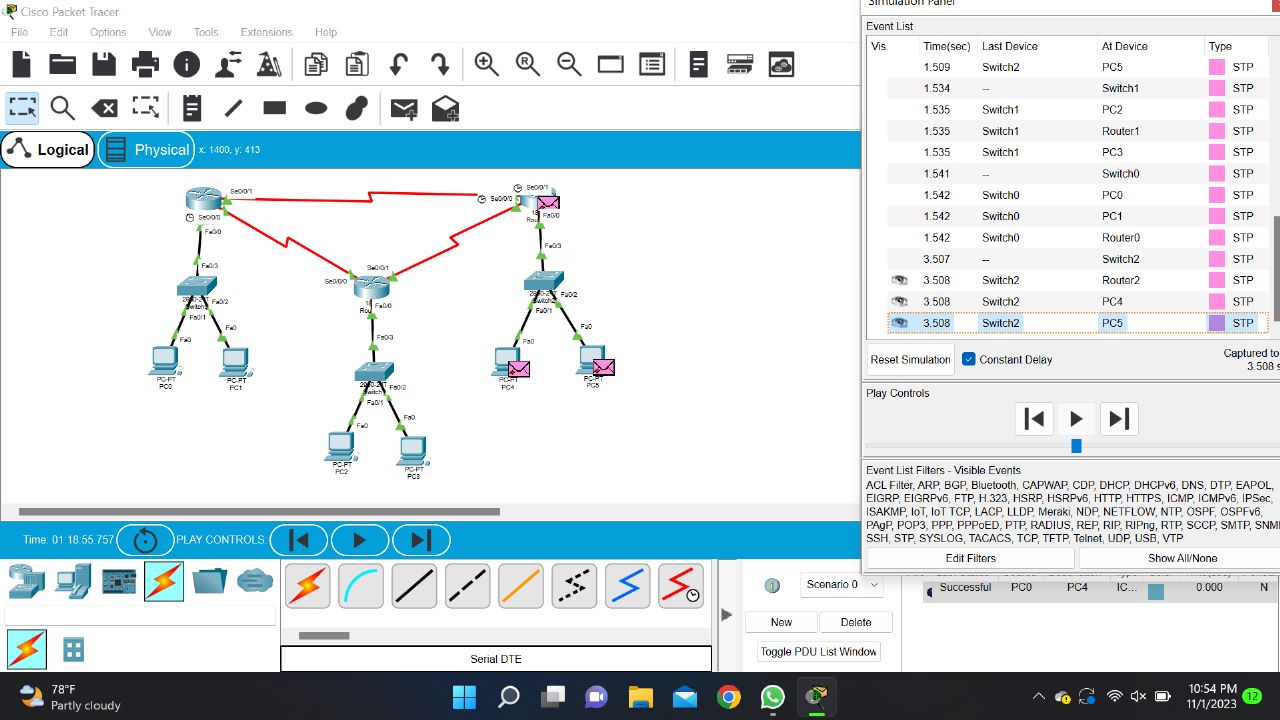 Cisco Packet Tracer
File Edit Options View Tools Extensions Help
Logical
Physical
x: 1400, y: 413
Se0/0/1
Se0/0/0
Fa0/0
Fa0/3
Fa0/2
Fa0/1
Fa0
PC-PT
PC0
PC-PT
PC1
Se0/0/1
Se0/0/0
Fa0/0
Fa0/3
Fa0/2
Fa0/1
Fa0
Fa0
PC-PT
PC2
PC-PT
PC3
Se0/0/1
Se0/0/0
Fa0/0
Fa0/3
Fa0/2
Fa0/1
Fa0
PC4
Time: 01:18:55.757
PLAY CONTROLS:
Serial DTE
Simulation Panel
Event List
Vis. Time(sec) Last Device At Device Type
1.509 Switch2 PC5 STP
1.534 -- Switch1 STP
1.535 Switch1 PC2 STP
1.535 Switch1 Router1 STP
1.535 Switch1 PC3 STP
1.541 -- Switch0 STP
1.542 Switch0 PC0 STP
1.542 Switch0 PC1 STP
1.542 Switch0 Router0 STP
3.507 -- Switch2 STP
3.508 Switch2 Router2 STP
3.508 Switch2 PC4 STP
3.508 Switch2 PC5 STP
Reset Simulation
Constant Delay
Captured to
3.508 s
Play Controls
Event List Filters - Visible Events
ACL Filter, ARP, BGP, Bluetooth, CAPWAP, CDP, DHCP, DHCPv6, DNS, DTP, EAPOL,
EIGRP, EIGRPv6, FTP, H.323, HSRP, HSRPv6, HTTP, HTTPS, ICMP, ICMPv6, IPSec,
ISAKMP, IoT, IoT TCP, LACP, LLDP, Meraki, NDP, NETFLOW, NTP, OSPF, OSPFv6,
PAgP, POP3, PPP, PPPoED, PTP, RADIUS, REP, RIP, RIPng, RTP, SCCP, SMTP, SNM
SSH, STP, SYSLOG, TACACS, TCP, TFTP, Telnet, UDP, USB, VTP
Edit Filters
Show All/None
Scenario 0
New
Delete
Toggle PDU List Window
Successful PC0 PC4 IC... 0.000 N
78°F
Partly cloudy
10:54 PM
11/1/2023
12